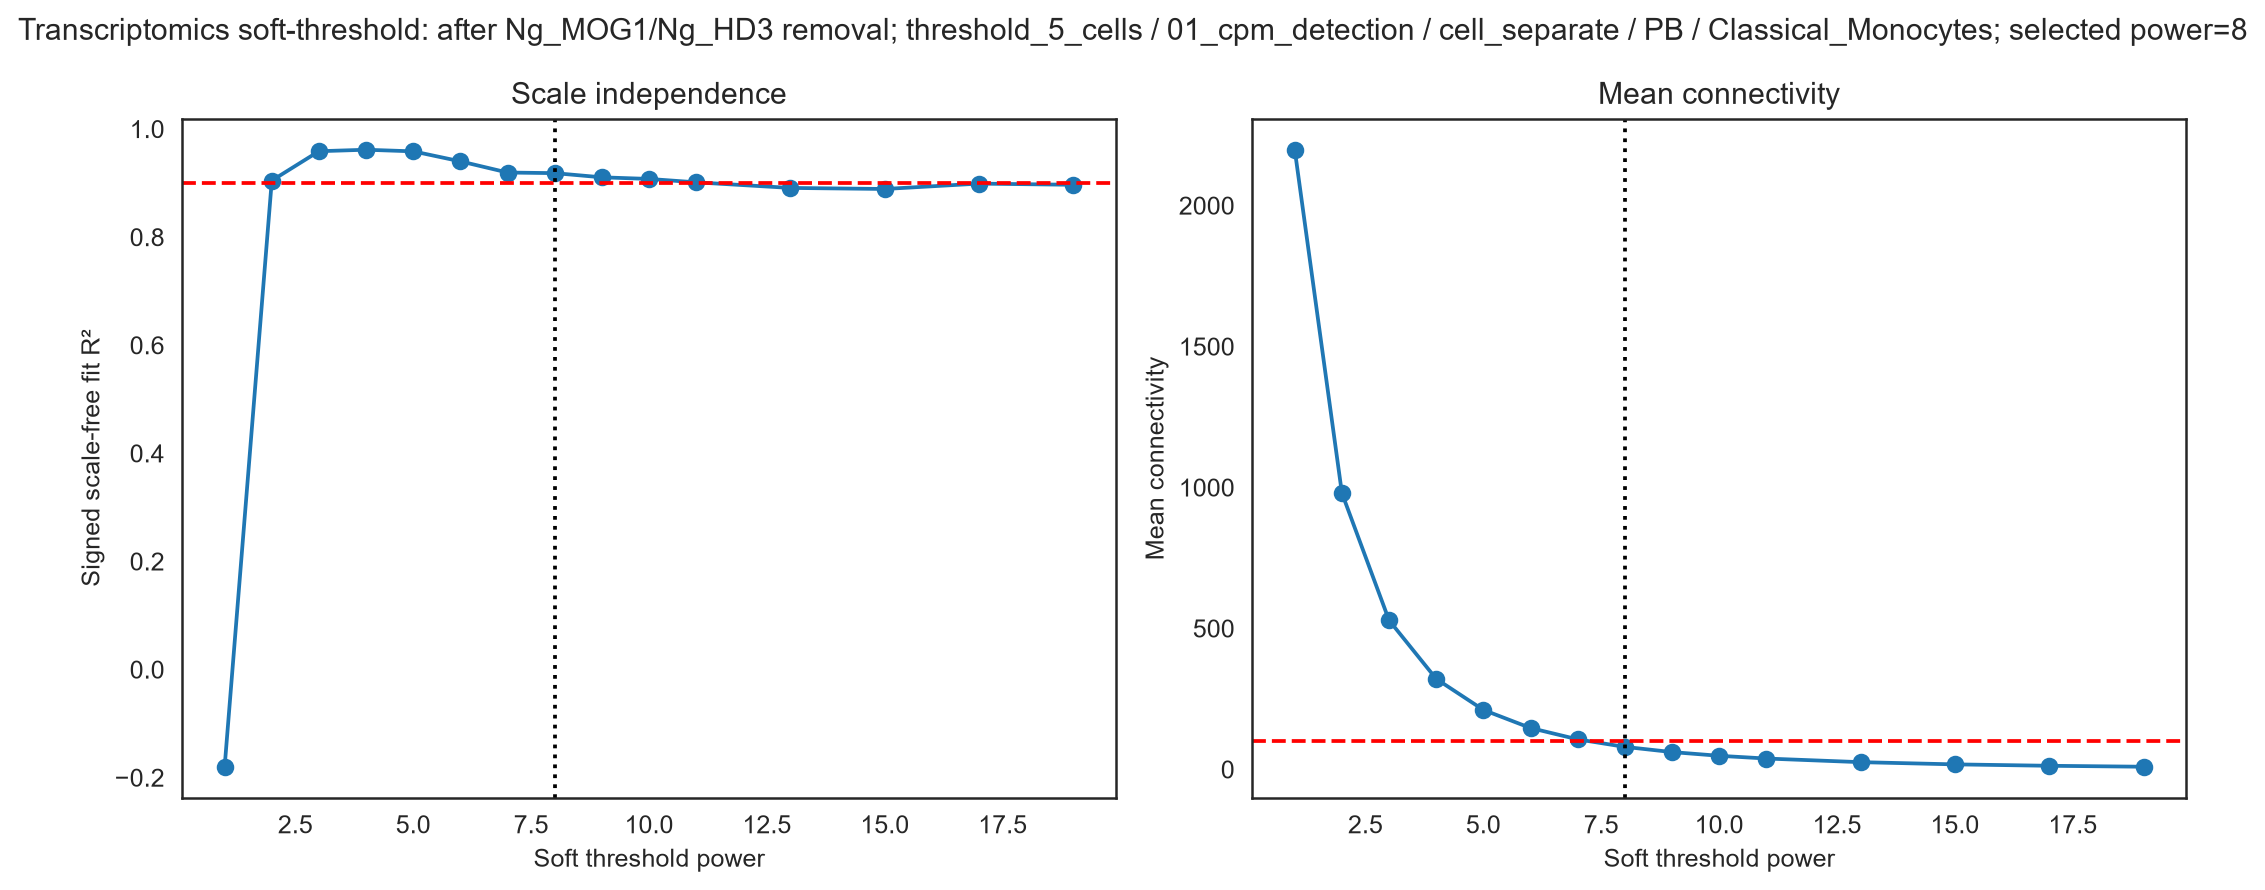 Transcriptomics soft-threshold: after Ng_MOG1/Ng_HD3 removal; threshold_5_cells / 01_cpm_detection / cell_separate / PB / Classical_Monocytes; selected power=8
Scale independence
Signed scale-free fit R²
1.0
0.8
0.6
0.4
0.2
0.0
−0.2
2.5 5.0 7.5 10.0 12.5 15.0 17.5
Soft threshold power
Mean connectivity
Mean connectivity
2000
1500
1000
500
0
2.5 5.0 7.5 10.0 12.5 15.0 17.5
Soft threshold power